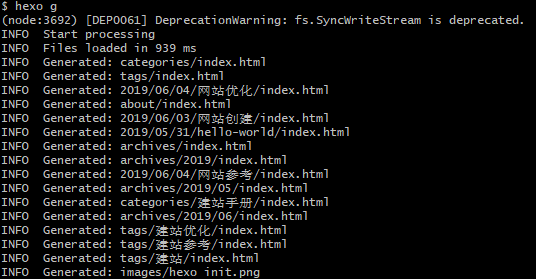 $ hexo g
(node:3692) [DEP0061] DeprecationWarning: fs.SyncWriteStream is deprecated.
INFO  Start processing
INFO  Files loaded in 939 ms
INFO  Generated: categories/index.html
INFO  Generated: tags/index.html
INFO  Generated: 2019/06/04/网站优化/index.html
INFO  Generated: about/index.html
INFO  Generated: 2019/06/03/网站创建/index.html
INFO  Generated: 2019/05/31/hello-world/index.html
INFO  Generated: archives/index.html
INFO  Generated: archives/2019/index.html
INFO  Generated: 2019/06/04/网站参考/index.html
INFO  Generated: archives/2019/05/index.html
INFO  Generated: categories/建站手册/index.html
INFO  Generated: archives/2019/06/index.html
INFO  Generated: tags/建站优化/index.html
INFO  Generated: tags/建站参考/index.html
INFO  Generated: tags/建站/index.html
INFO  Generated: images/hexo init.png